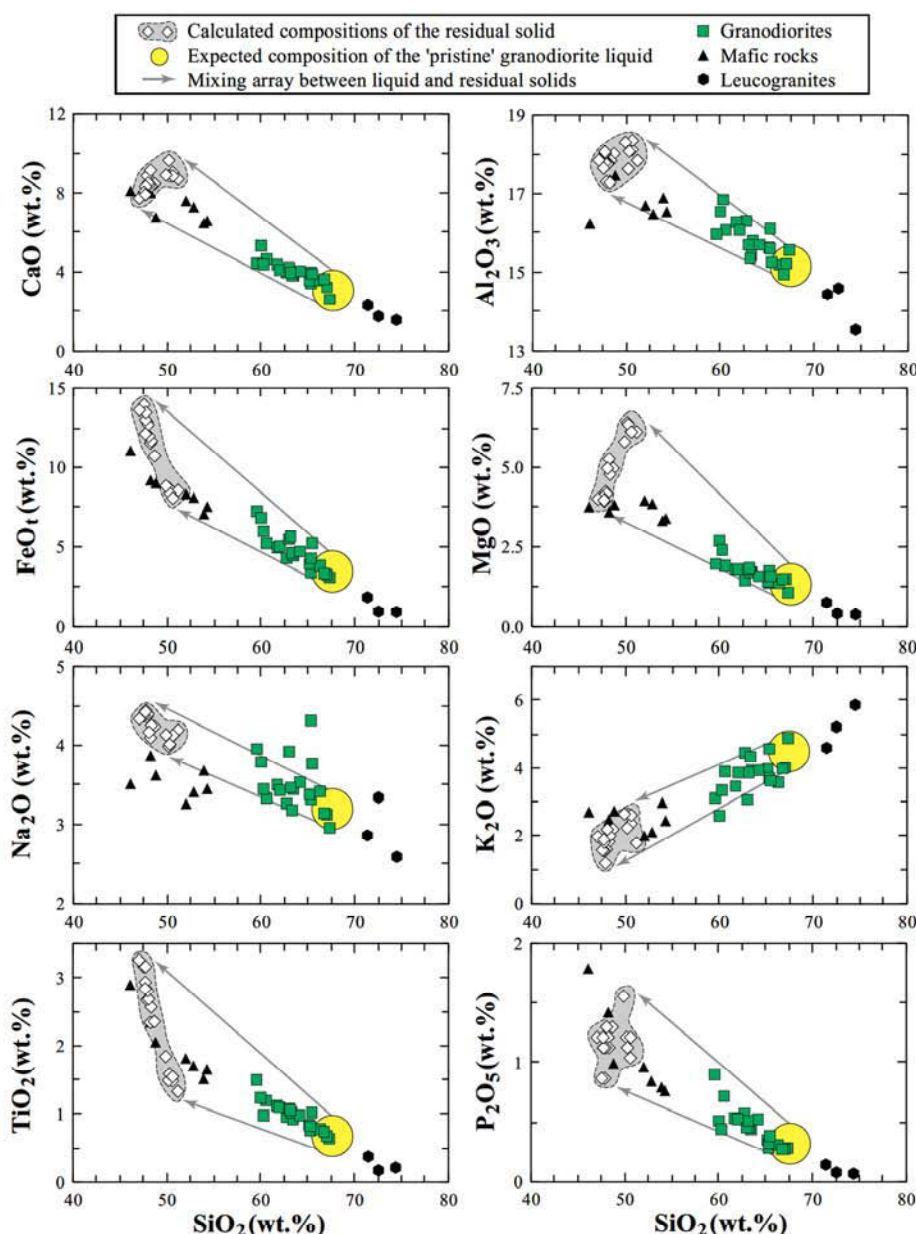 Calculated compositions of the residual solid
Granodiorites
Expected composition of the 'pristine' granodiorite liquid
Mafic rocks
Mixing array between liquid and residual solids
Leucogranites
12
8
4
0
CaO (wt.%)
40 50 60 70 80
19
17
15
13
Al₂O₃ (wt.%)
40 50 60 70 80
15
10
5
0
FeOₜ (wt.%)
40 50 60 70 80
7.5
5.0
2.5
0.0
MgO (wt.%)
40 50 60 70 80
5
4
3
2
Na₂O (wt.%)
40 50 60 70 80
6
4
2
0
K₂O (wt.%)
40 50 60 70 80
3
2
1
0
TiO₂(wt.%)
40 50 60 70 80
SiO₂(wt.%)
2
1
0
P₂O₅(wt.%)
40 50 60 70 80
SiO₂(wt.%)